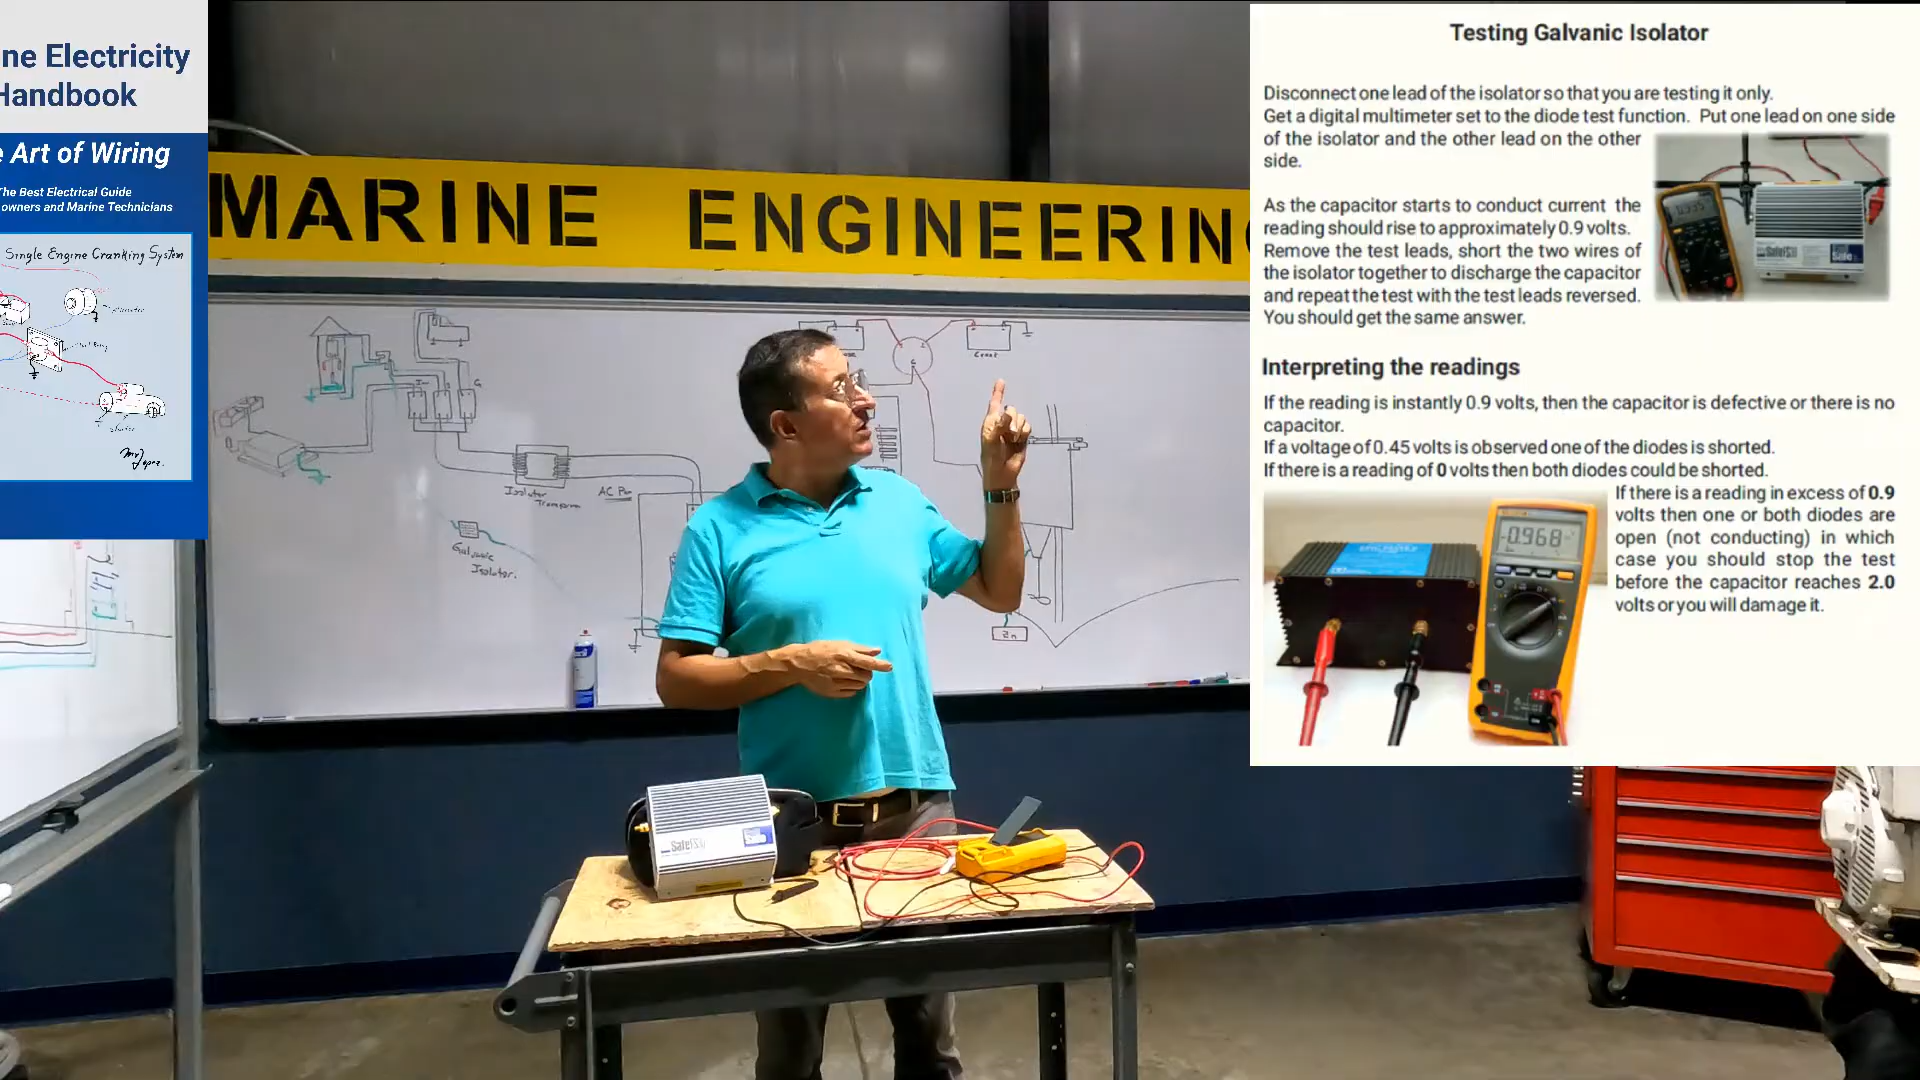 ne Electricity
Handbook
e Art of Wiring
The Best Electrical Guide
owners and Marine Technicians
Single Engine Cranking System
MARINE ENGINEERIN
Isolator
Transform
AC Pan
Galvanic
Isolator.
Crank
Zn
Testing Galvanic Isolator
Disconnect one lead of the isolator so that you are testing it only.
Get a digital multimeter set to the diode test function. Put one lead on one side
of the isolator and the other lead on the other
side.
As the capacitor starts to conduct current the
reading should rise to approximately 0.9 volts.
Remove the test leads, short the two wires of
the isolator together to discharge the capacitor
and repeat the test with the test leads reversed.
You should get the same answer.
Interpreting the readings
If the reading is instantly 0.9 volts, then the capacitor is defective or there is no
capacitor.
If a voltage of 0.45 volts is observed one of the diodes is shorted.
If there is a reading of 0 volts then both diodes could be shorted.
If there is a reading in excess of 0.9
volts then one or both diodes are
open (not conducting) in which
case you should stop the test
before the capacitor reaches 2.0
volts or you will damage it.
0.968
Safe